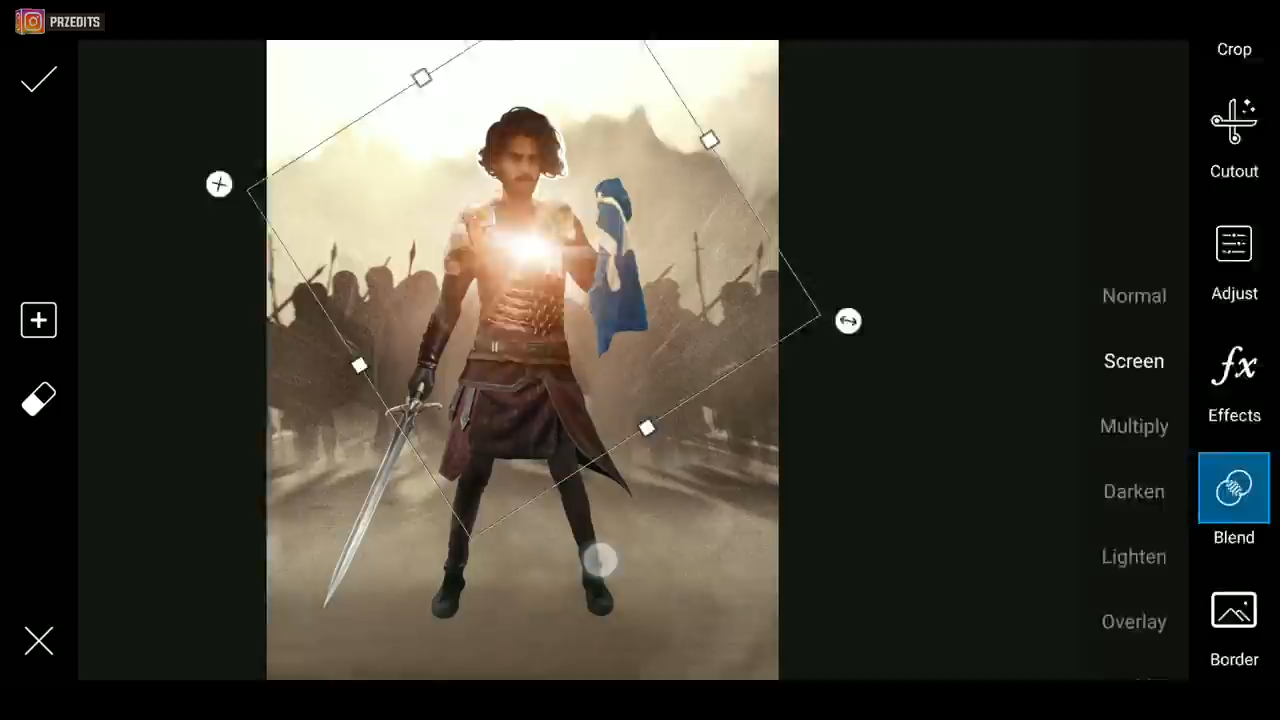 PRZEDITS
Crop
Cutout
Adjust
Effects
Blend
Border
Normal
Screen
Multiply
Darken
Lighten
Overlay